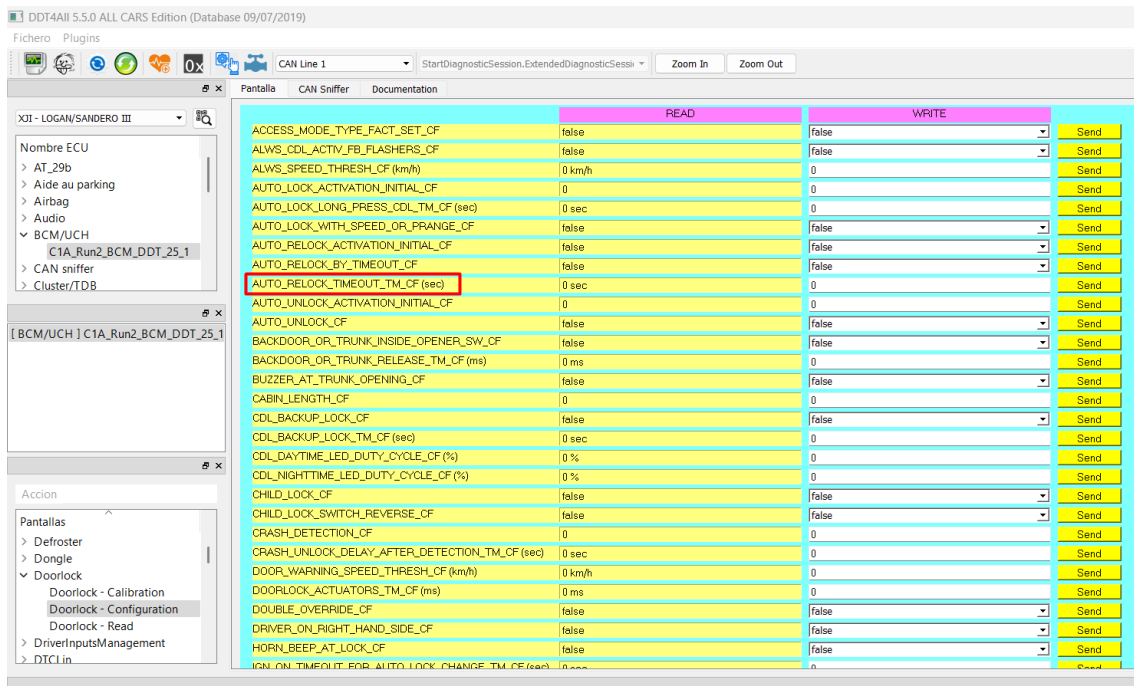 DDT4All 5.5.0 ALL CARS Edition (Database 09/07/2019)
Fichero Plugins
0x CAN Line 1 StartDiagnosticSession.ExtendedDiagnosticSessi Zoom In Zoom Out
Pantalla CAN Sniffer Documentation
XJI - LOGAN/SANDERO III
Nombre ECU
AT_29b
Aide au parking
Airbag
Audio
BCM/UCH
C1A_Run2_BCM_DDT_25_1
CAN sniffer
Cluster/TDB
[ BCM/UCH ] C1A_Run2_BCM_DDT_25_1
Accion
Pantallas
Defroster
Dongle
Doorlock
Doorlock - Calibration
Doorlock - Configuration
Doorlock - Read
DriverInputsManagement
DTCLin
READ WRITE
ACCESS_MODE_TYPE_FACT_SET_CF false false Send
ALWS_CDL_ACTIV_FB_FLASHERS_CF false false Send
ALWS_SPEED_THRESH_CF (km/h) 0 km/h 0 Send
AUTO_LOCK_ACTIVATION_INITIAL_CF 0 0 Send
AUTO_LOCK_LONG_PRESS_CDL_TM_CF (sec) 0 sec 0 Send
AUTO_LOCK_WITH_SPEED_OR_PRANGE_CF false false Send
AUTO_RELOCK_ACTIVATION_INITIAL_CF false false Send
AUTO_RELOCK_BY_TIMEOUT_CF false false Send
AUTO_RELOCK_TIMEOUT_TM_CF (sec) 0 sec 0 Send
AUTO_UNLOCK_ACTIVATION_INITIAL_CF 0 0 Send
AUTO_UNLOCK_CF false false Send
BACKDOOR_OR_TRUNK_INSIDE_OPENER_SW_CF false false Send
BACKDOOR_OR_TRUNK_RELEASE_TM_CF (ms) 0 ms 0 Send
BUZZER_AT_TRUNK_OPENING_CF false false Send
CABIN_LENGTH_CF 0 0 Send
CDL_BACKUP_LOCK_CF false false Send
CDL_BACKUP_LOCK_TM_CF (sec) 0 sec 0 Send
CDL_DAYTIME_LED_DUTY_CYCLE_CF (%) 0 % 0 Send
CDL_NIGHTTIME_LED_DUTY_CYCLE_CF (%) 0 % 0 Send
CHILD_LOCK_CF false false Send
CHILD_LOCK_SWITCH_REVERSE_CF false false Send
CRASH_DETECTION_CF 0 0 Send
CRASH_UNLOCK_DELAY_AFTER_DETECTION_TM_CF (sec) 0 sec 0 Send
DOOR_WARNING_SPEED_THRESH_CF (km/h) 0 km/h 0 Send
DOORLOCK_ACTUATORS_TM_CF (ms) 0 ms 0 Send
DOUBLE_OVERRIDE_CF false false Send
DRIVER_ON_RIGHT_HAND_SIDE_CF false false Send
HORN_BEEP_AT_LOCK_CF false false Send
IGN_ON_TIMEOUT_FOR_AUTO_LOCK_CHANGE_TM_CF (sec) 0 sec 0 Send